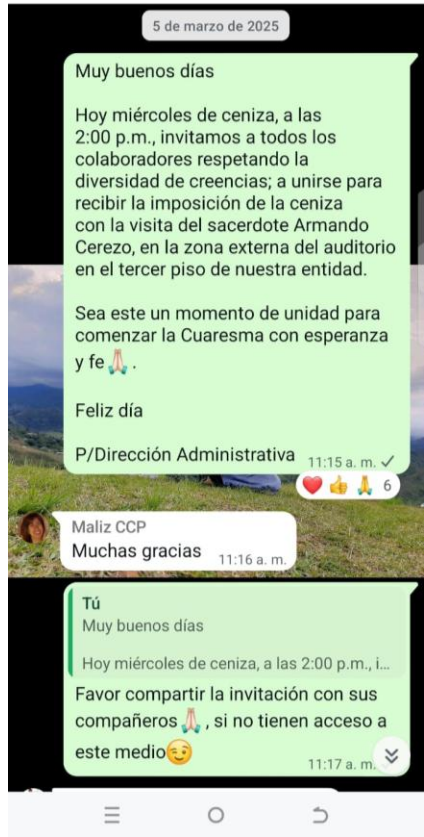 5 de marzo de 2025
Muy buenos días
Hoy miércoles de ceniza, a las
2:00 p.m., invitamos a todos los
colaboradores respetando la
diversidad de creencias; a unirse para
recibir la imposición de la ceniza
con la visita del sacerdote Armando
Cerezo, en la zona externa del auditorio
en el tercer piso de nuestra entidad.
Sea este un momento de unidad para
comenzar la Cuaresma con esperanza
y fe🙏🏻.
Feliz día
P/Dirección Administrativa 11:15 a. m.
❤️👍🙏 6
Maliz CCP
Muchas gracias 11:16 a. m.
Tú
Muy buenos días
Hoy miércoles de ceniza, a las 2:00 p.m., i...
Favor compartir la invitación con sus
compañeros🙏🏻, si no tienen acceso a
este medio😉 11:17 a. m.